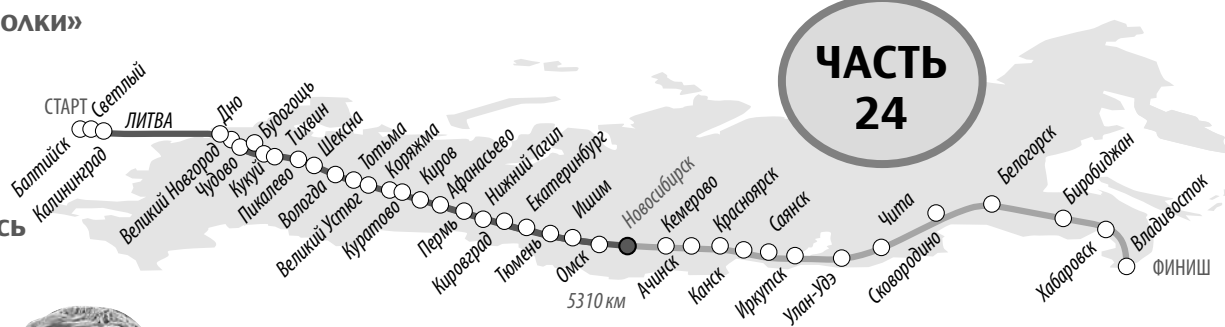 ОЛКИ»
ЧАСТЬ
24
СТАРТ
Светлый
ЛИТВА
Дно
Будогощь
Тихвин
Шексна
Тотьма
Коряжма
Киров
Афанасьево
Нижний Тагил
Екатеринбург
Ишим
Новосибирск
Кемерово
Красноярск
Саянск
Чита
Белогорск
Биробиджан
Владивосток
Балтийск
Калининград
Великий Новгород
Чудово
Кукуй
Пикалево
Вологда
Великий Устюг
Куратово
Пермь
Кировград
Тюмень
Омск
Ачинск
Канск
Иркутск
Улан-Удэ
Сковородино
Хабаровск
ФИНИШ
СЬ
5310 км